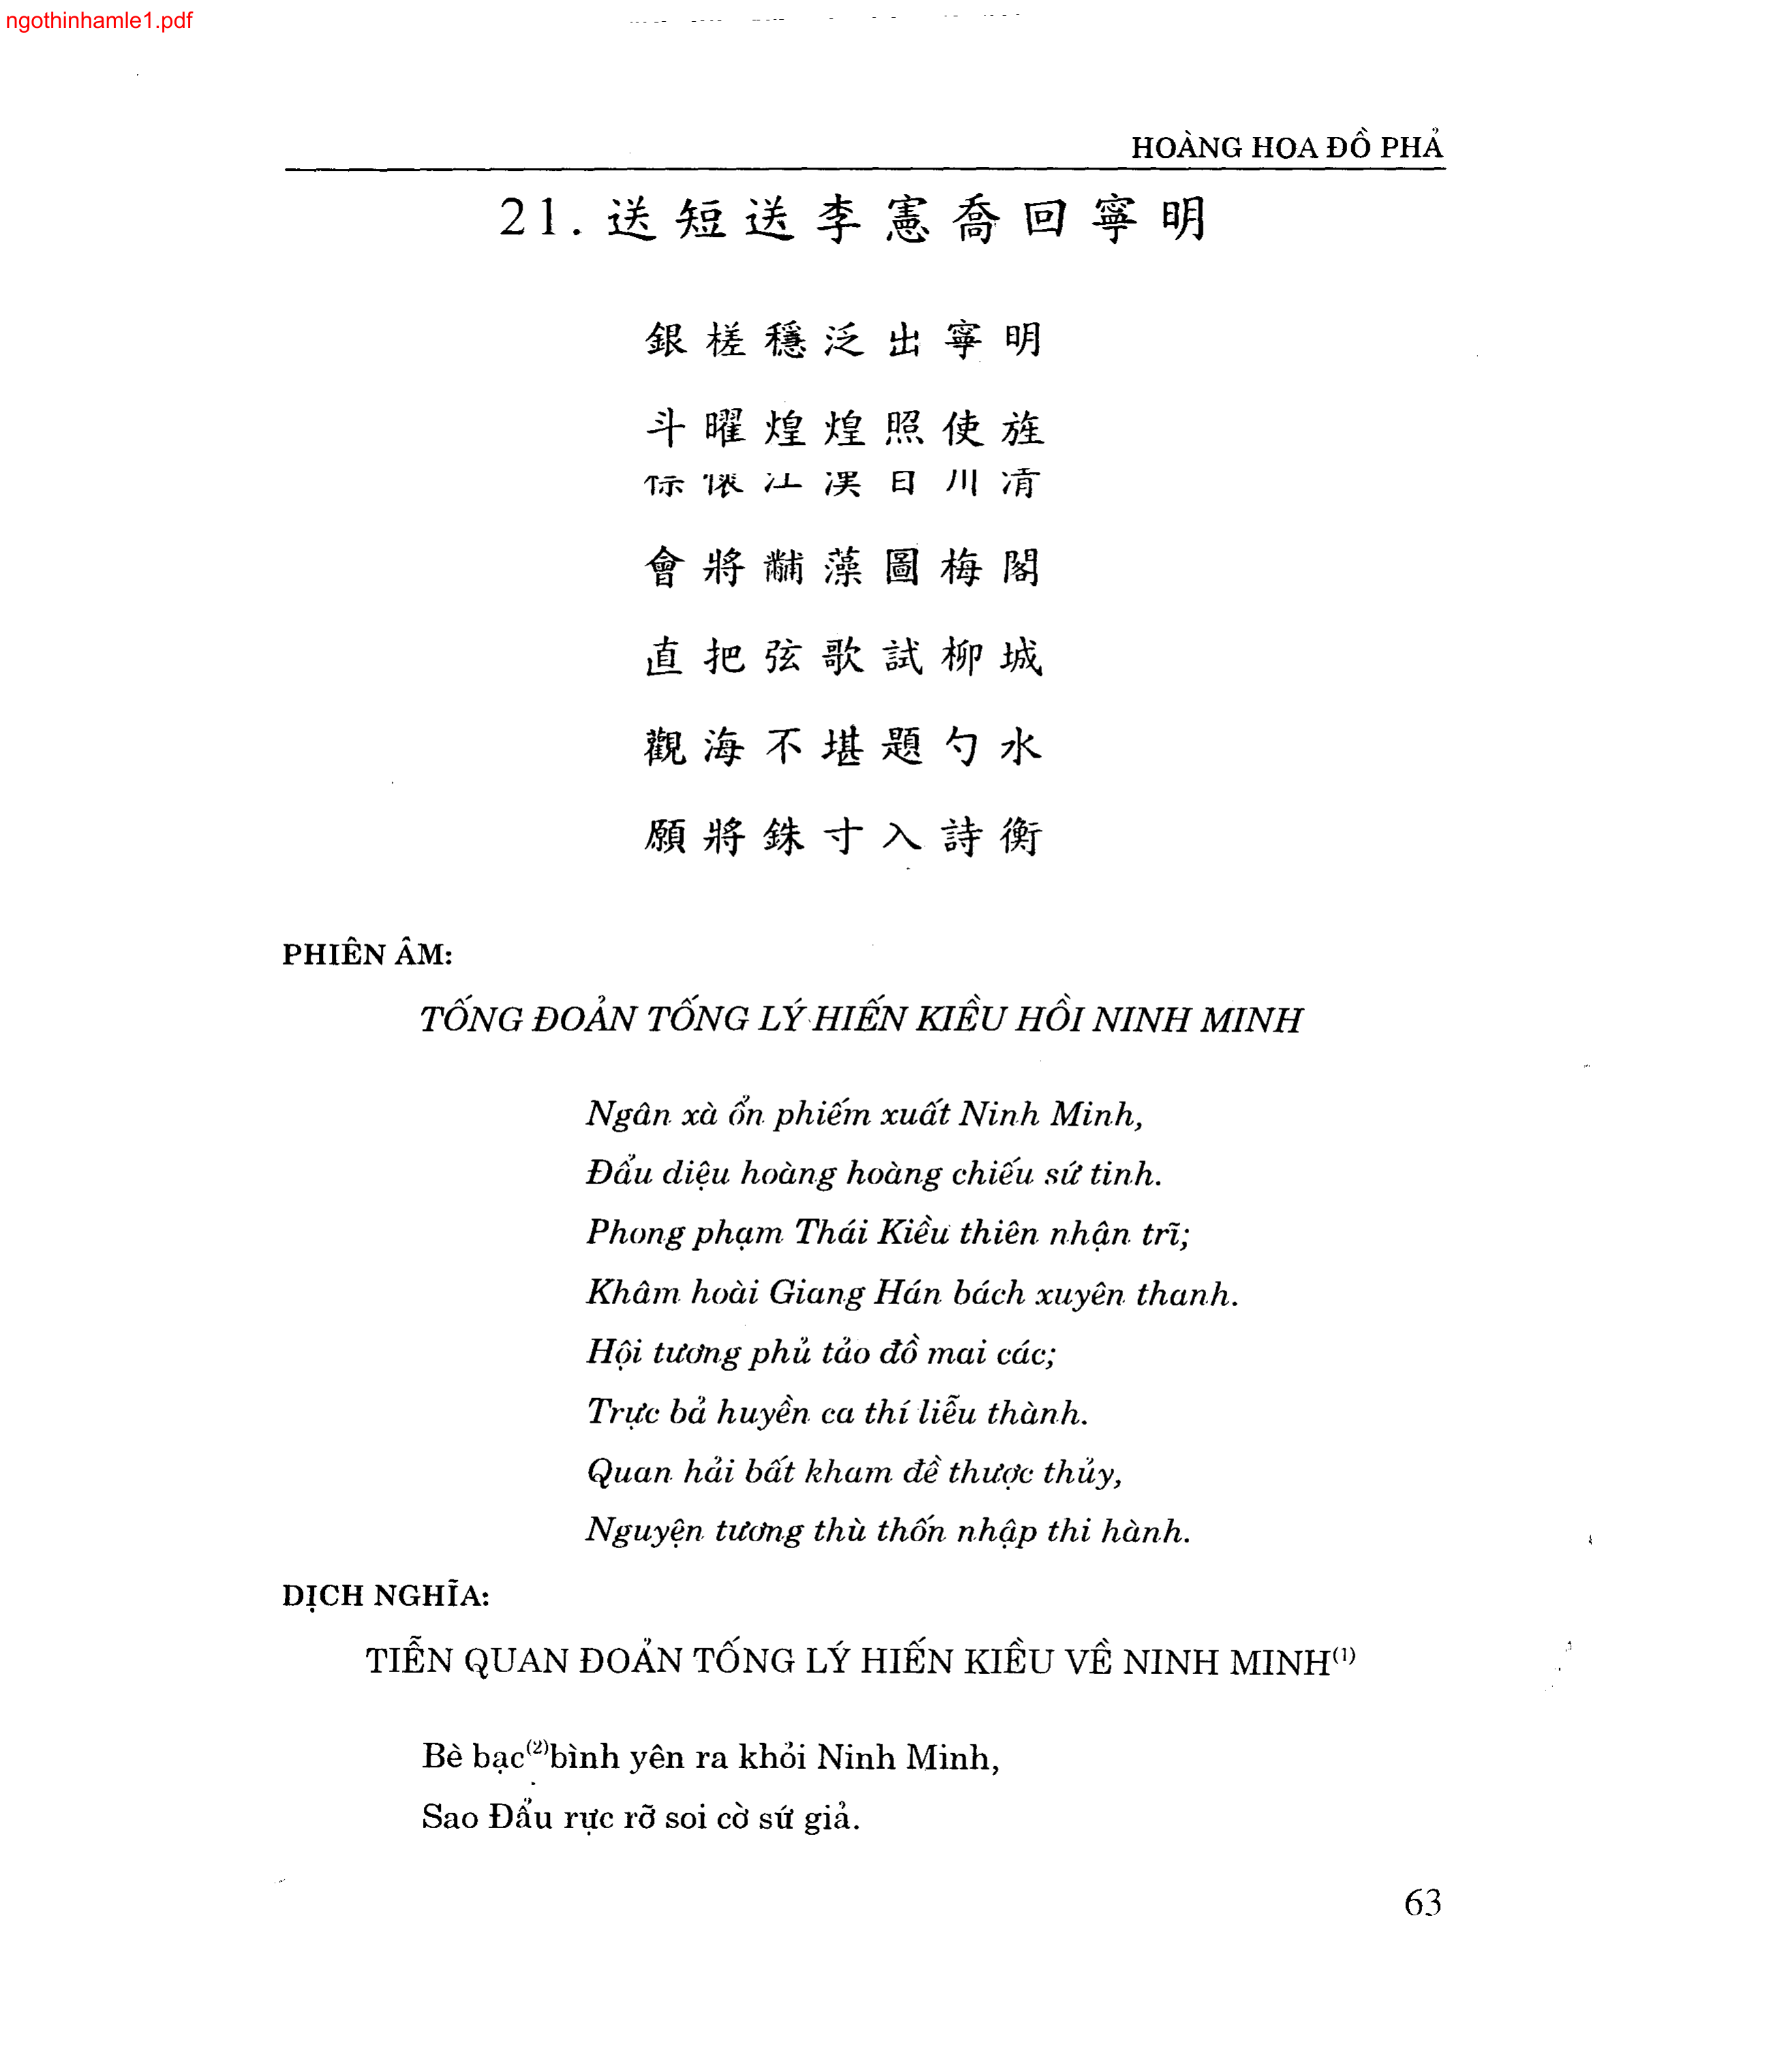 ngothinhamle1.pdf
HOÀNG HOA ĐỒ PHẢ
21. 送短送李憲喬回寧明
銀槎穩泛出寧明
斗曜煌煌照使旌
江漢川清
會將黼藻圖梅閣
直把弦歌試柳城
觀海不堪題勺水
願將銖寸入詩衡
PHIÊN ÂM:
TỐNG ĐOẢN TỐNG LÝ HIẾN KIỀU HỒI NINH MINH
Ngân xà ổn phiếm xuất Ninh Minh,
Đẩu diệu hoàng hoàng chiếu sứ tinh.
Phong phạm Thái Kiều thiên nhận trĩ;
Khâm hoài Giang Hán bách xuyên thanh.
Hội tương phủ tảo đồ mai các;
Trực bả huyền ca thí liễu thành.
Quan hải bất kham đề thược thủy,
Nguyện tương thù thốn nhập thi hành.
DỊCH NGHĨA:
TIỄN QUAN ĐOẢN TỐNG LÝ HIẾN KIỀU VỀ NINH MINH(1)
Bè bạc(2)bình yên ra khỏi Ninh Minh,
Sao Đẩu rực rỡ soi cờ sứ giả.
63